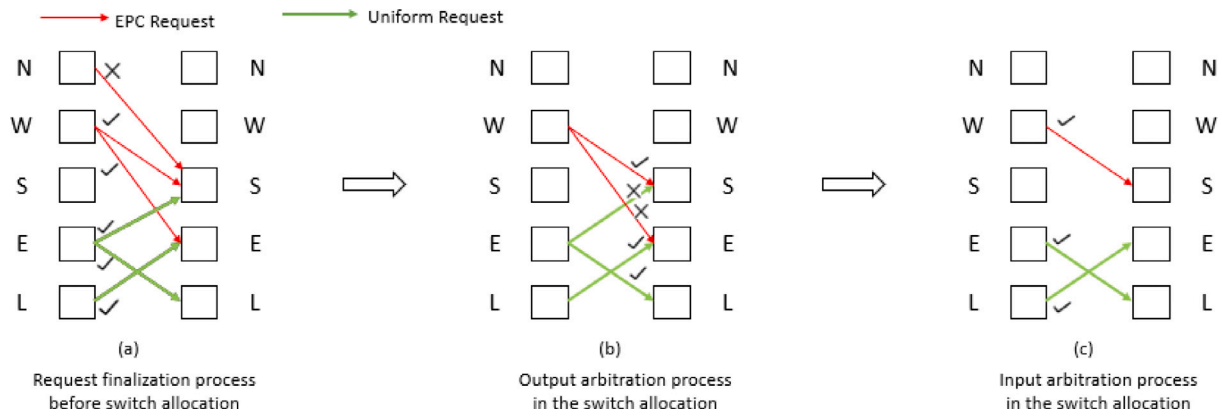 EPC Request
Uniform Request
N N
W W
S S
E E
L L
(a)
Request finalization process
before switch allocation
N N
W W
S S
E E
L L
(b)
Output arbitration process
in the switch allocation
N N
W W
S S
E E
L L
(c)
Input arbitration process
in the switch allocation